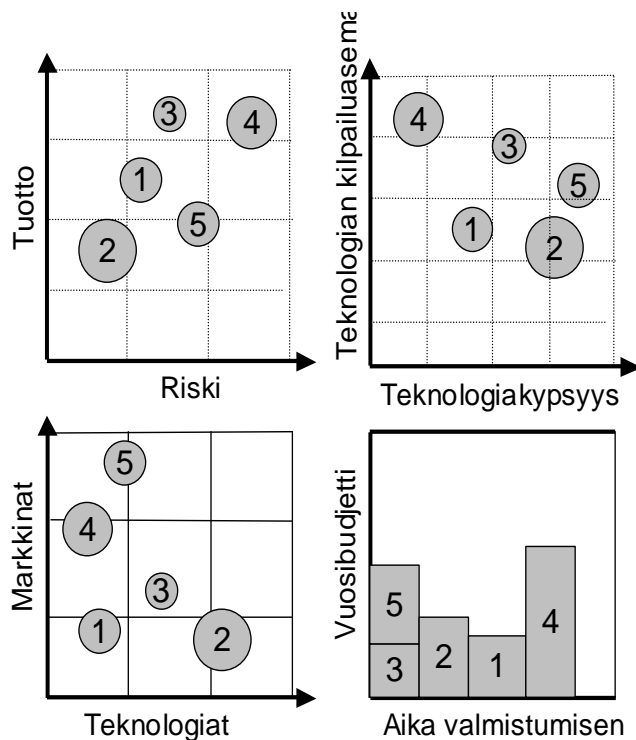 Tuotto
3
4
1
5
2
Riski
Teknologian kilpailuasema
4
3
5
1
2
Teknologiakypsyys
Markkinat
5
4
3
1
2
Teknologiat
Vuosibudjetti
5
4
2
1
3
Aika valmistumisen